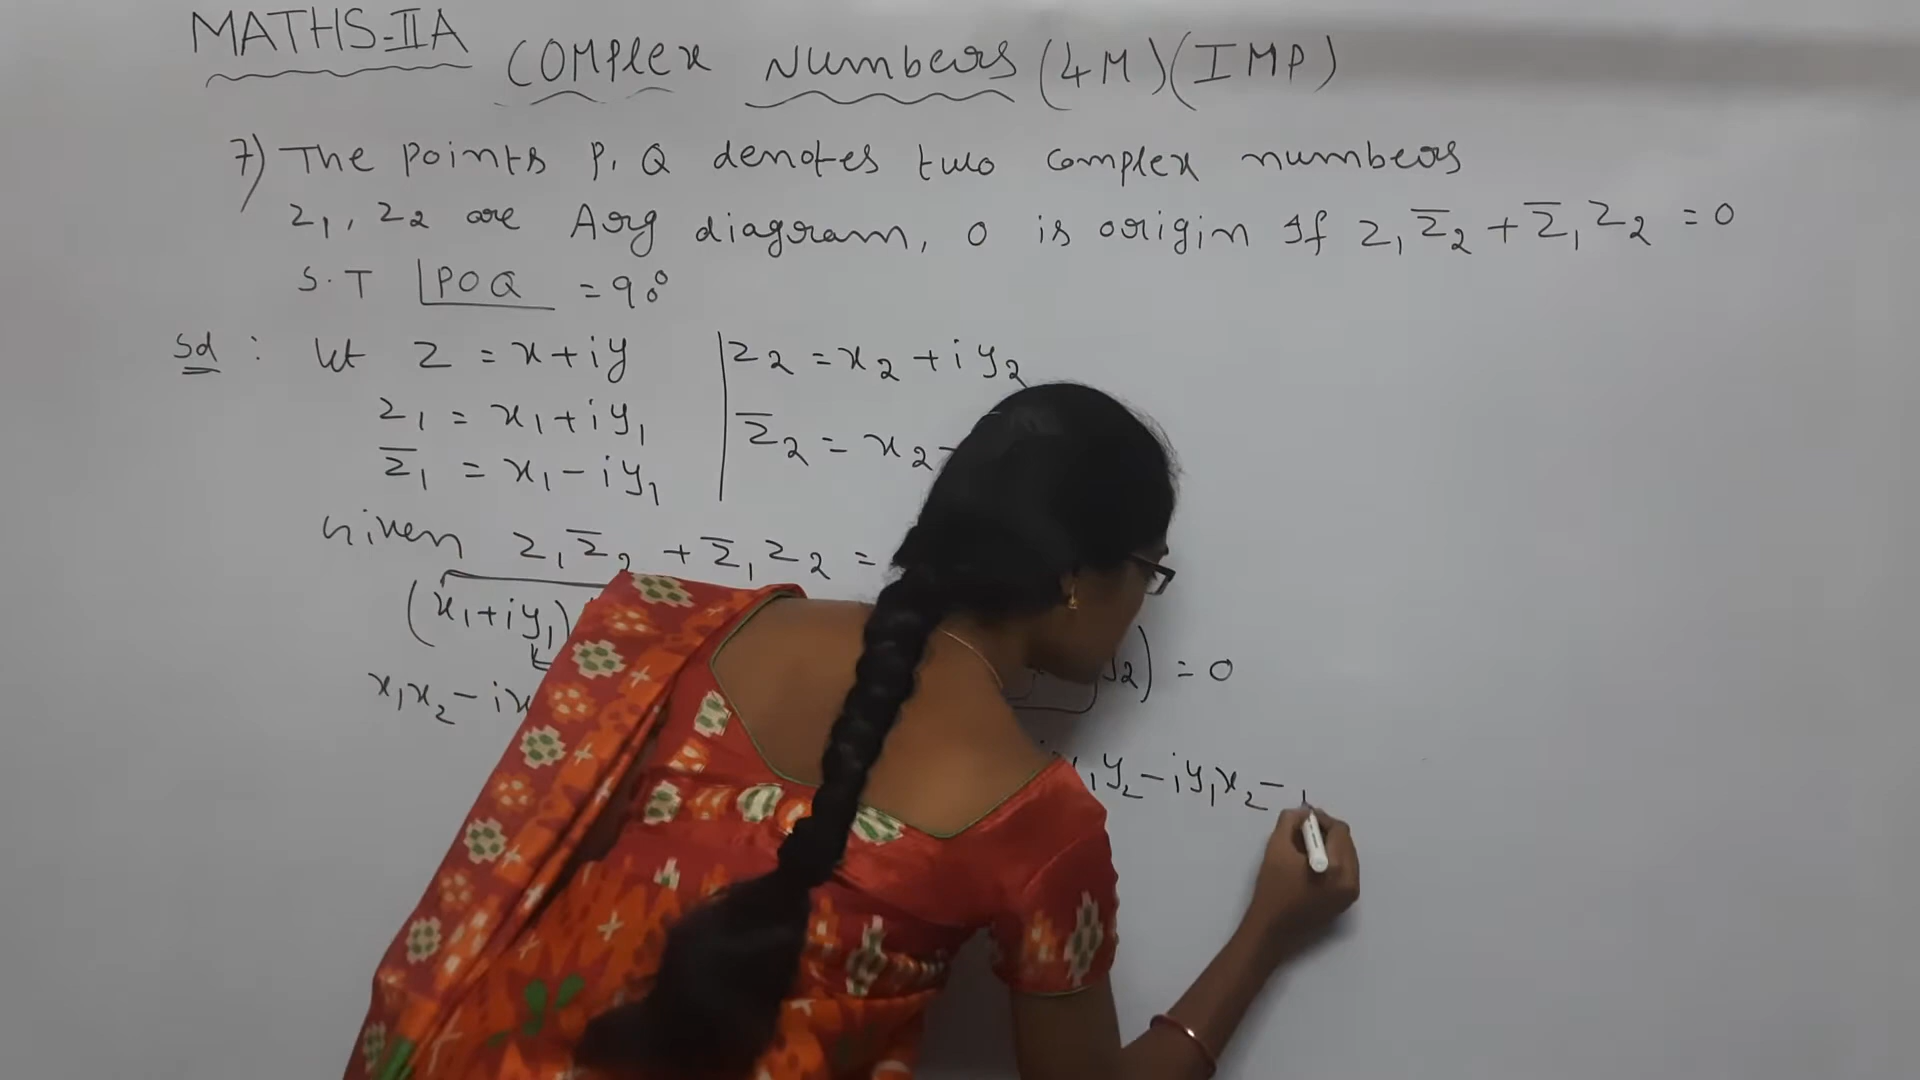 MATHS-IIA
COMPlex Numbers (4M)(IMP)
7) The points P, Q denotes two complex numbers
z₁, z₂ are Arg diagram, O is origin If z₁z̅₂ + z̅₁z₂ = 0
S.T ∠POQ = 90°
Sol : let z = x + iy
z₁ = x₁ + iy₁
z̅₁ = x₁ - iy₁
z₂ = x₂ + iy₂
z̅₂ = x₂ -
Given z₁z̅₂ + z̅₁z₂ =
(x₁ + iy₁) y₂) = 0
x₁x₂ - ix
₁y₂ - iy₁x₂ -